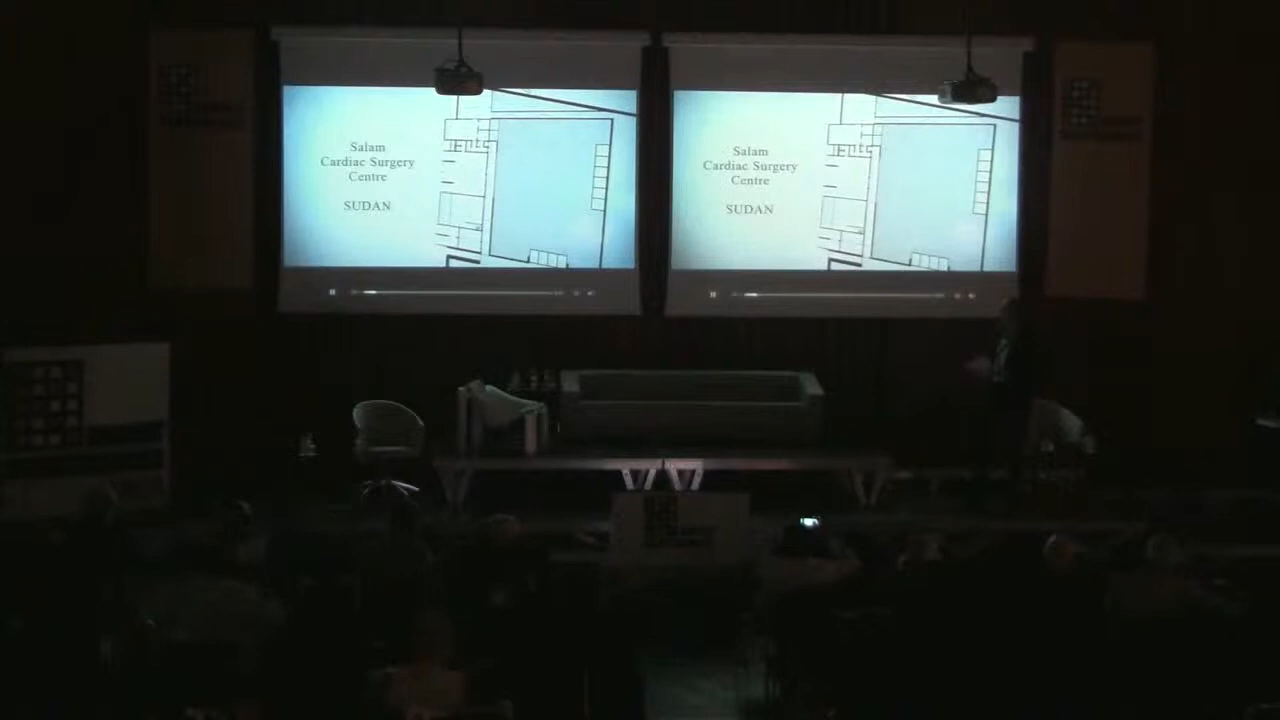 Salam
Cardiac Surgery
Centre
SUDAN
Salam
Cardiac Surgery
Centre
SUDAN